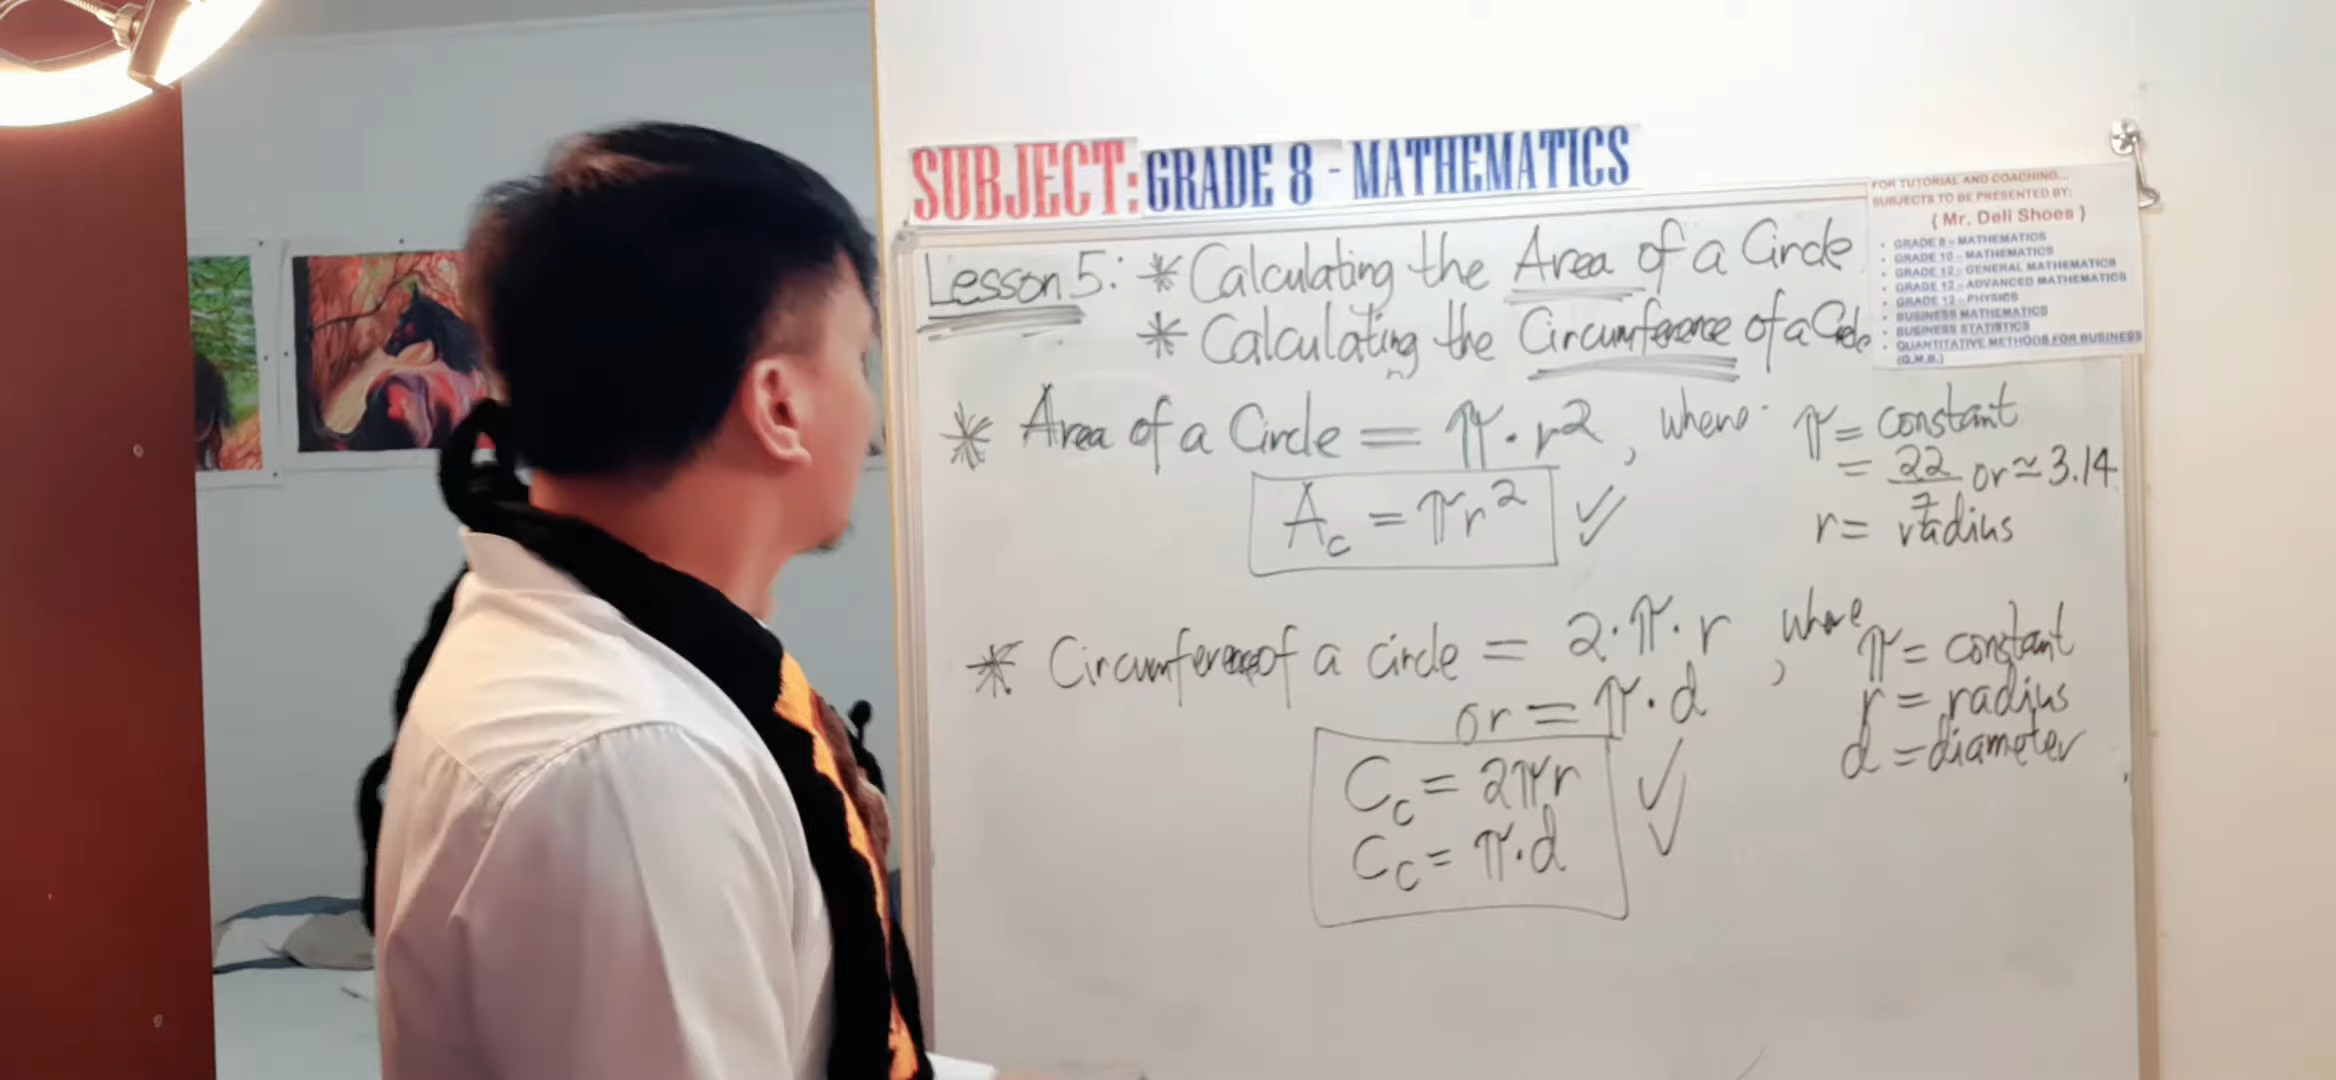 SUBJECT: GRADE 8 - MATHEMATICS
FOR TUTORIAL AND COACHING...
SUBJECTS TO BE PRESENTED BY:
( Mr. Deli Shoes )
• GRADE 8 - MATHEMATICS
• GRADE 10 - MATHEMATICS
• GRADE 12 - GENERAL MATHEMATICS
• GRADE 12 - ADVANCED MATHEMATICS
• GRADE 12 - PHYSICS
• BUSINESS MATHEMATICS
• BUSINESS STATISTICS
• QUANTITATIVE METHODS FOR BUSINESS
(Q.M.B.)
Lesson 5: * Calculating the Area of a Circle
* Calculating the Circumference of a Circle
* Area of a Circle = π · r², where π = constant
= 22/7 or ≃ 3.14
A_c = πr² ✓✓
r = radius
* Circumference of a circle = 2 · π · r, where π = constant
or = π · d
r = radius
d = diameter
C_c = 2πr ✓
C_c = π · d ✓